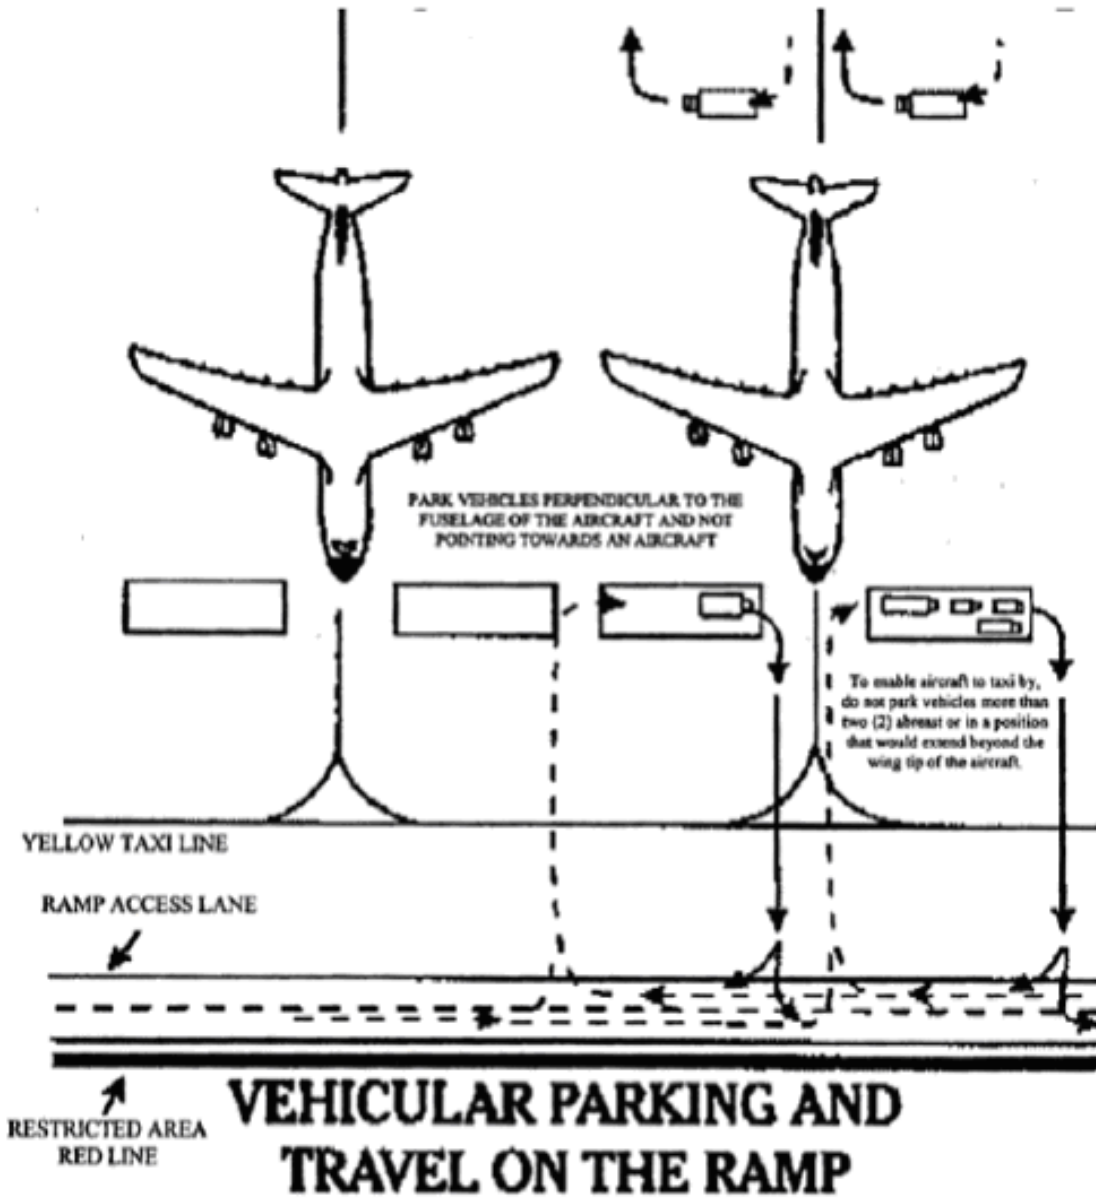 PARK VEHICLES PERPENDICULAR TO THE
FUSELAGE OF THE AIRCRAFT AND NOT
POINTING TOWARDS AN AIRCRAFT
To enable aircraft to taxi by,
do not park vehicles more than
two (2) abreast or in a position
that would extend beyond the
wing tip of the aircraft.
YELLOW TAXI LINE
RAMP ACCESS LANE
RESTRICTED AREA
RED LINE
VEHICULAR PARKING AND
TRAVEL ON THE RAMP